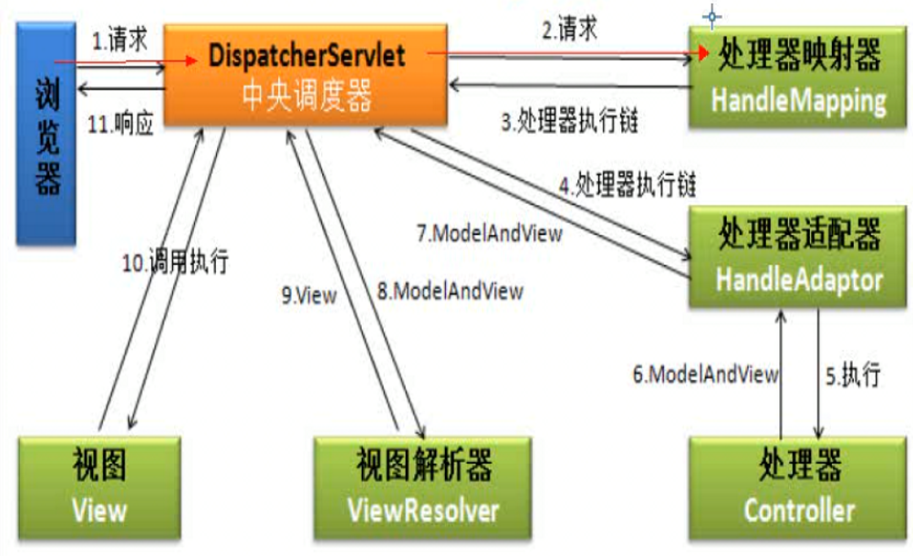 1.请求
DispatcherServlet
中央调度器
2.请求
处理器映射器
HandleMapping
浏览器
11.响应
3.处理器执行链
4.处理器执行链
7.ModelAndView
处理器适配器
HandleAdaptor
10.调用执行
9.View
8.ModelAndView
6.ModelAndView
5.执行
视图
View
视图解析器
ViewResolver
处理器
Controller